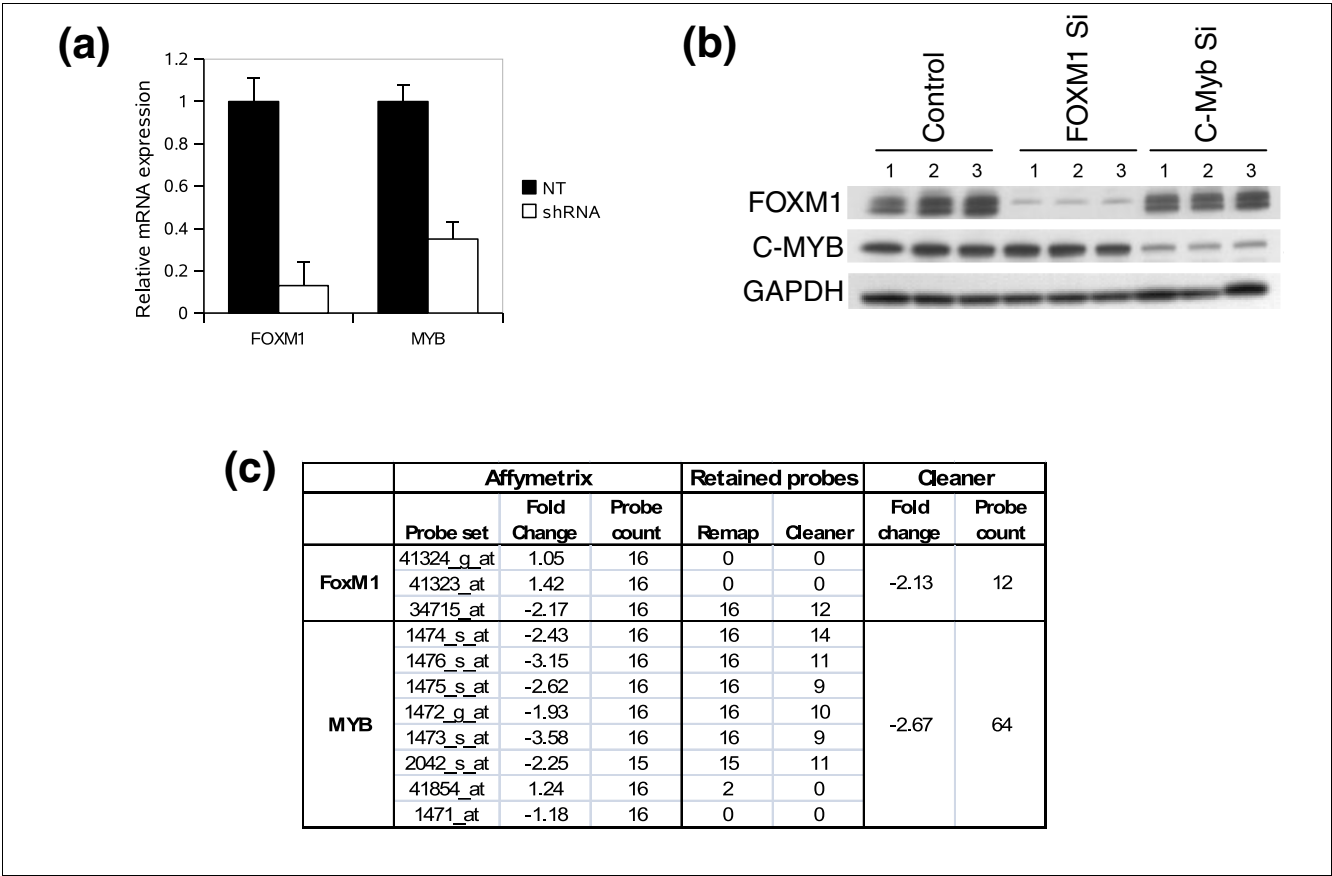 (a)
1.2
1
0.8
0.6
0.4
0.2
0
Relative mRNA expression
FOXM1 MYB
NT
shRNA
(b)
Control FOXM1 Si C-Myb Si
1 2 3 1 2 3 1 2 3
FOXM1
C-MYB
GAPDH
(c)
Affymetrix Retained probes Cleaner
Fold Probe Fold Probe
Probe set Change count Remap Cleaner change count
41324_g_at 1.05 16 0 0
FoxM1 41323_at 1.42 16 0 0 -2.13 12
34715_at -2.17 16 16 12
1474_s_at -2.43 16 16 14
1476_s_at -3.15 16 16 11
1475_s_at -2.62 16 16 9
1472_g_at -1.93 16 16 10
MYB -2.67 64
1473_s_at -3.58 16 16 9
2042_s_at -2.25 15 15 11
41854_at 1.24 16 2 0
1471_at -1.18 16 0 0